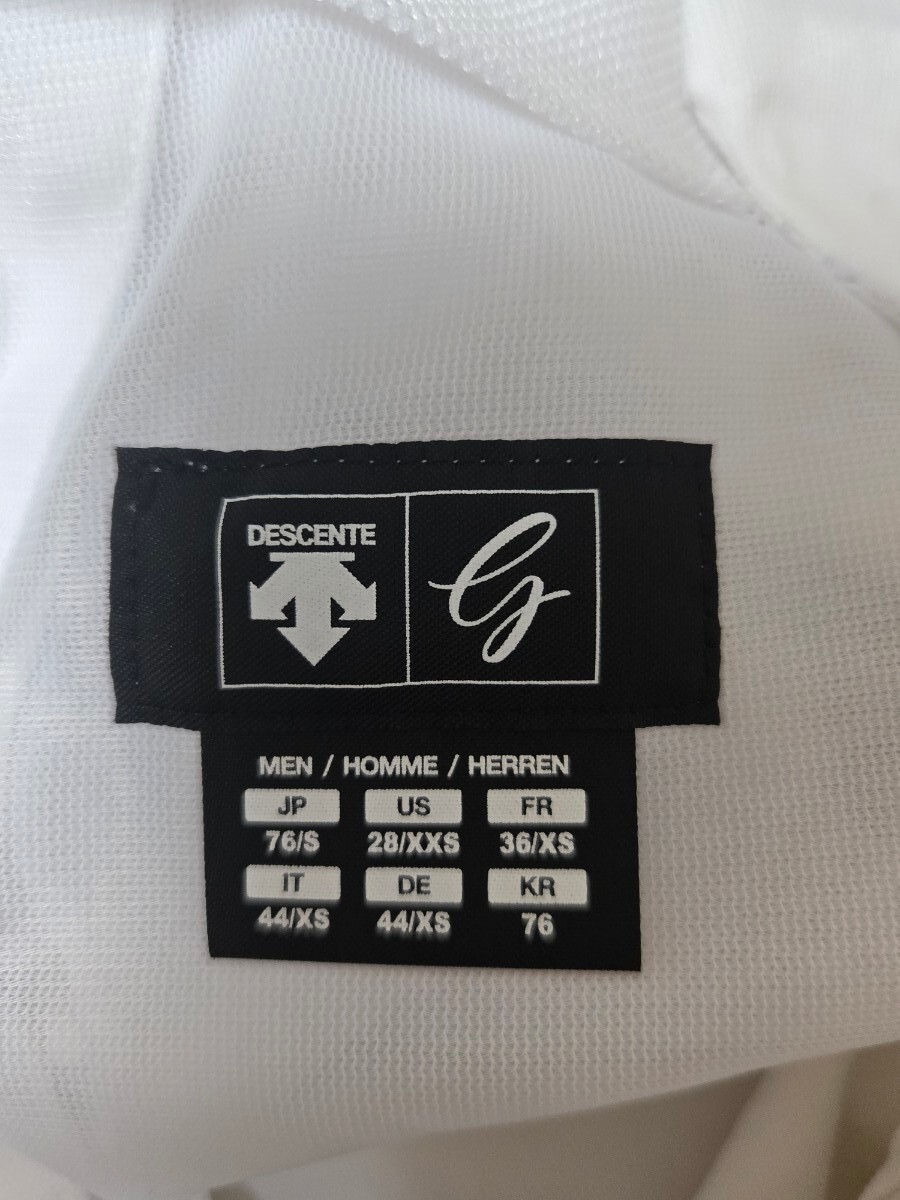 DESCENTE
G
MEN / HOMME / HERREN
JP US FR
76/S 28/XXS 36/XS
IT DE KR
44/XS 44/XS 76